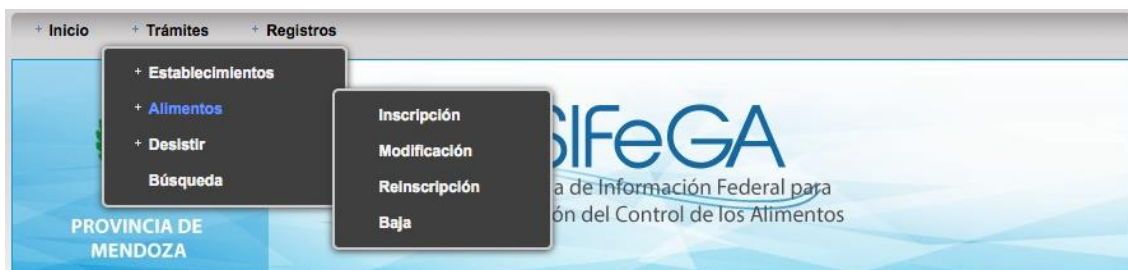 + Inicio + Trámites + Registros
+ Establecimientos
+ Alimentos
+ Desistir
Búsqueda
Inscripción
Modificación
Reinscripción
Baja
SIFeGA
a de Información Federal para
ón del Control de los Alimentos
PROVINCIA DE
MENDOZA